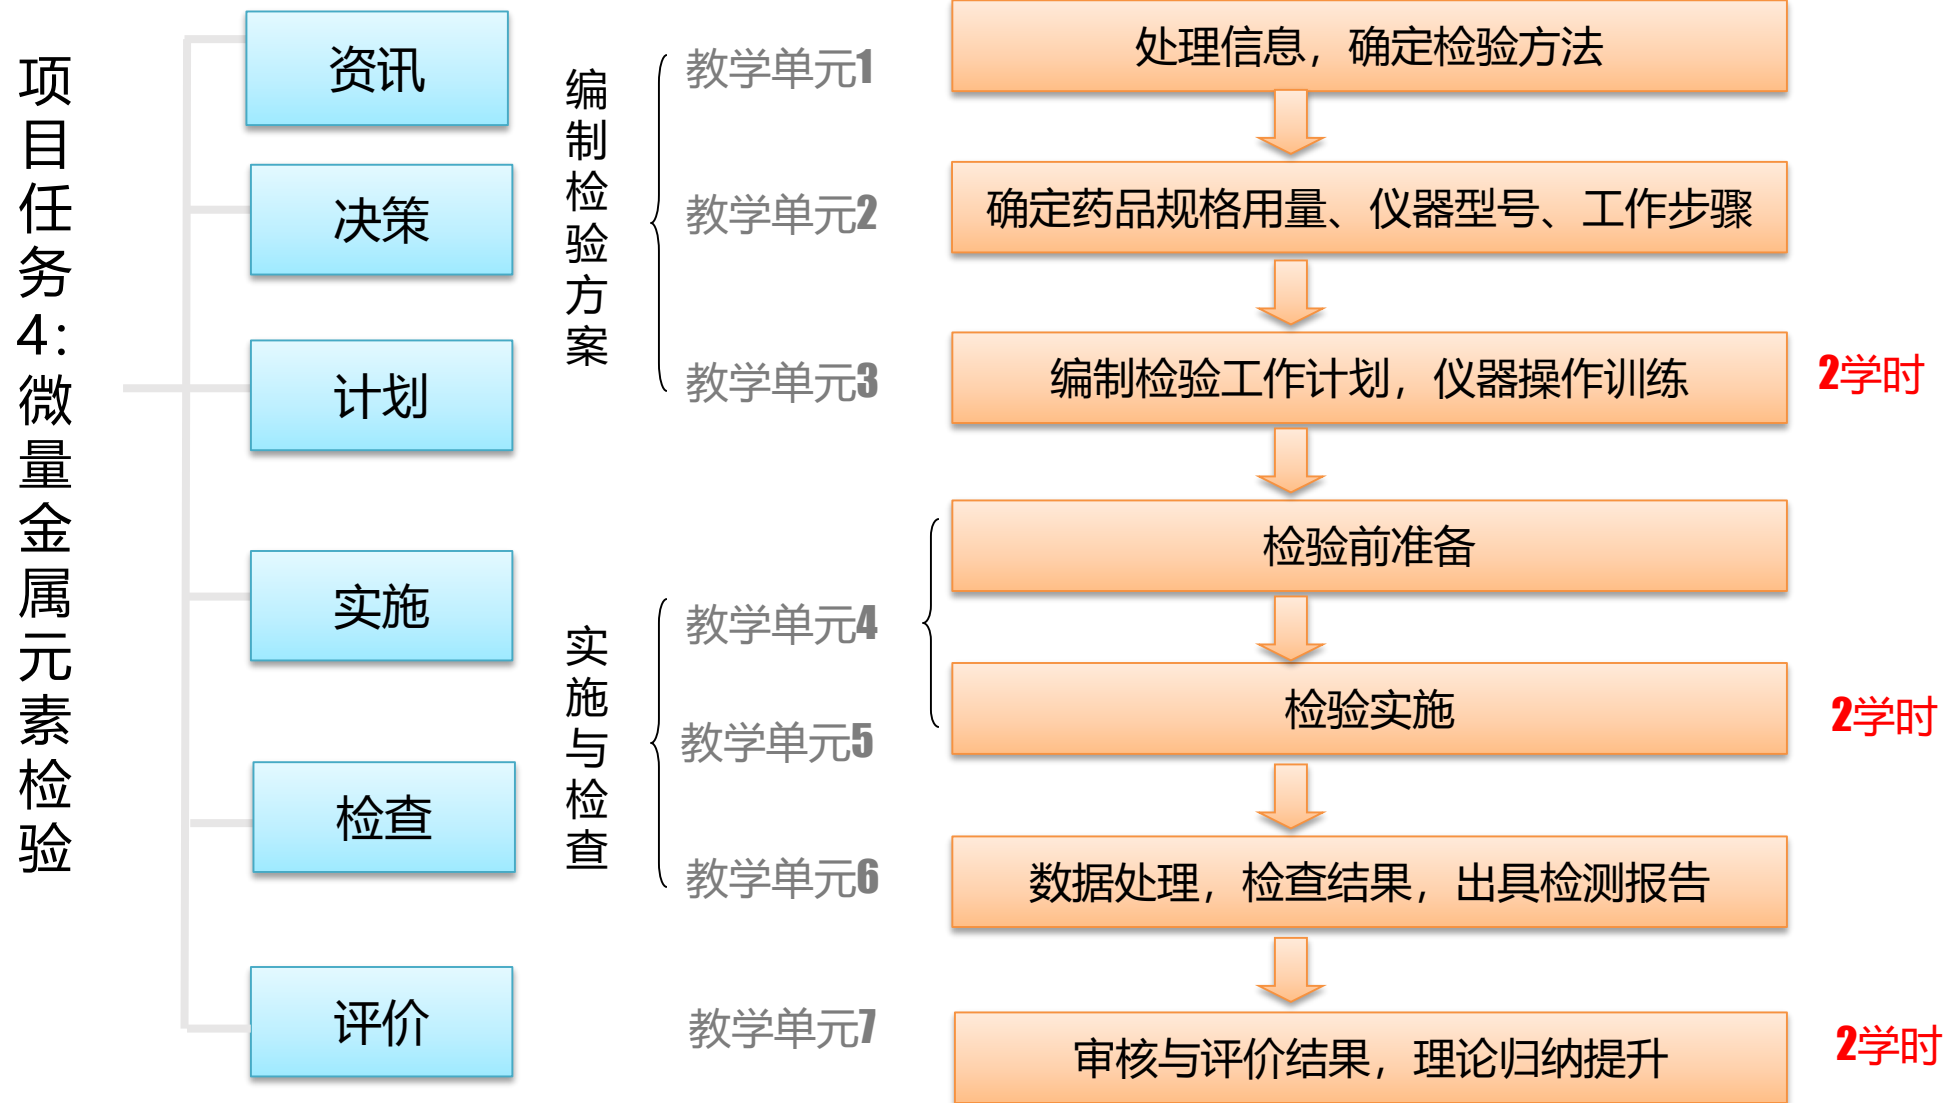 项目任务4：微量金属元素检验
资讯
决策
计划
实施
检查
评价
编制检验方案
实施与检查
教学单元1
教学单元2
教学单元3
教学单元4
教学单元5
教学单元6
教学单元7
处理信息，确定检验方法
确定药品规格用量、仪器型号、工作步骤
编制检验工作计划，仪器操作训练
检验前准备
检验实施
数据处理，检查结果，出具检测报告
审核与评价结果，理论归纳提升
2学时
2学时
2学时